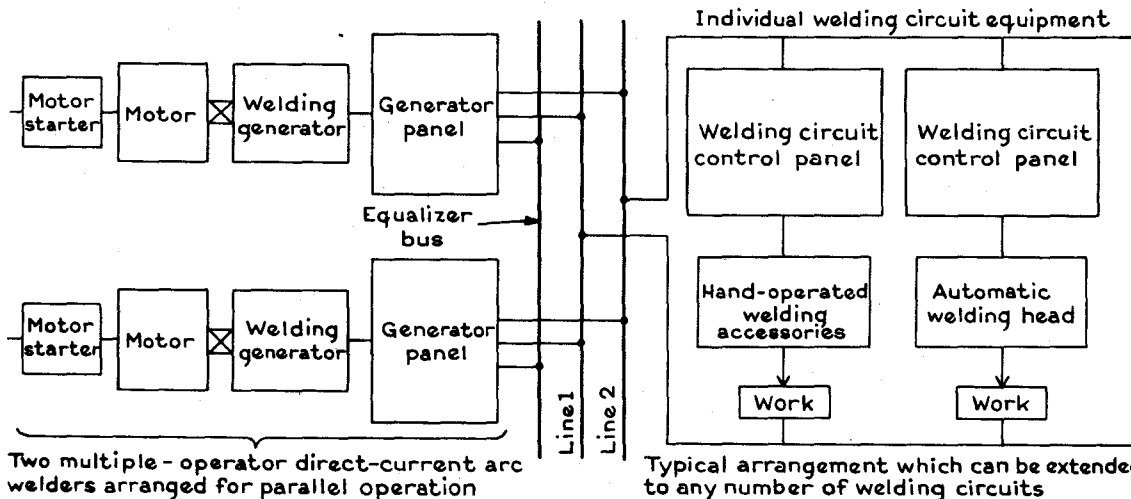 Individual welding circuit equipment
Motor
starter
Motor
Welding
generator
Generator
panel
Welding circuit
control panel
Welding circuit
control panel
Equalizer
bus
Motor
starter
Motor
Welding
generator
Generator
panel
Hand-operated
welding
accessories
Automatic
welding head
Line 1
Line 2
Work
Work
Two multiple-operator direct-current arc
welders arranged for parallel operation
Typical arrangement which can be extended
to any number of welding circuits